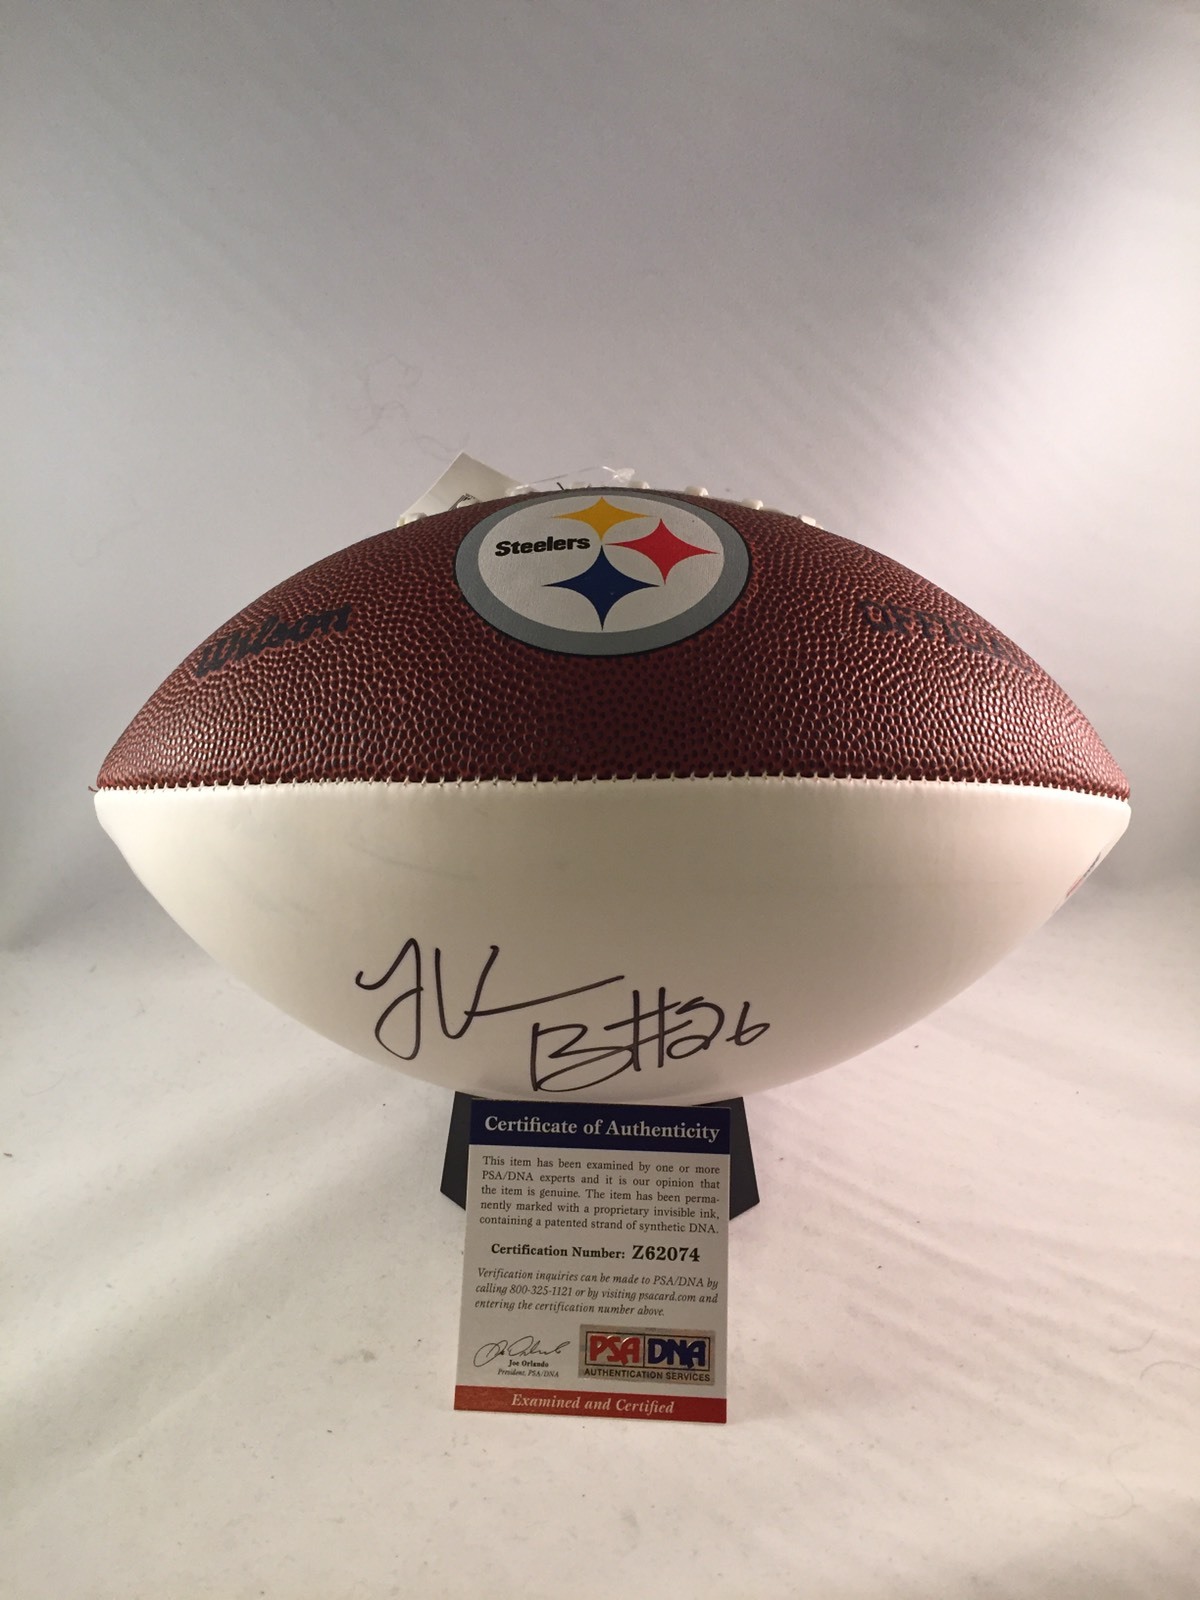 Steelers
Wilson
OFFICIAL
#26
Certificate of Authenticity
This item has been examined by one or more
PSA/DNA experts and it is our opinion that
the item is genuine. The item has been perma-
nently marked with a proprietary invisible ink,
containing a patented strand of synthetic DNA.
Certification Number: Z62074
Verification inquiries can be made to PSA/DNA by
calling 800-325-1121 or by visiting psacard.com and
entering the certification number above.
Joe Orlando
President, PSA/DNA
PSA DNA
AUTHENTICATION SERVICES
Examined and Certified